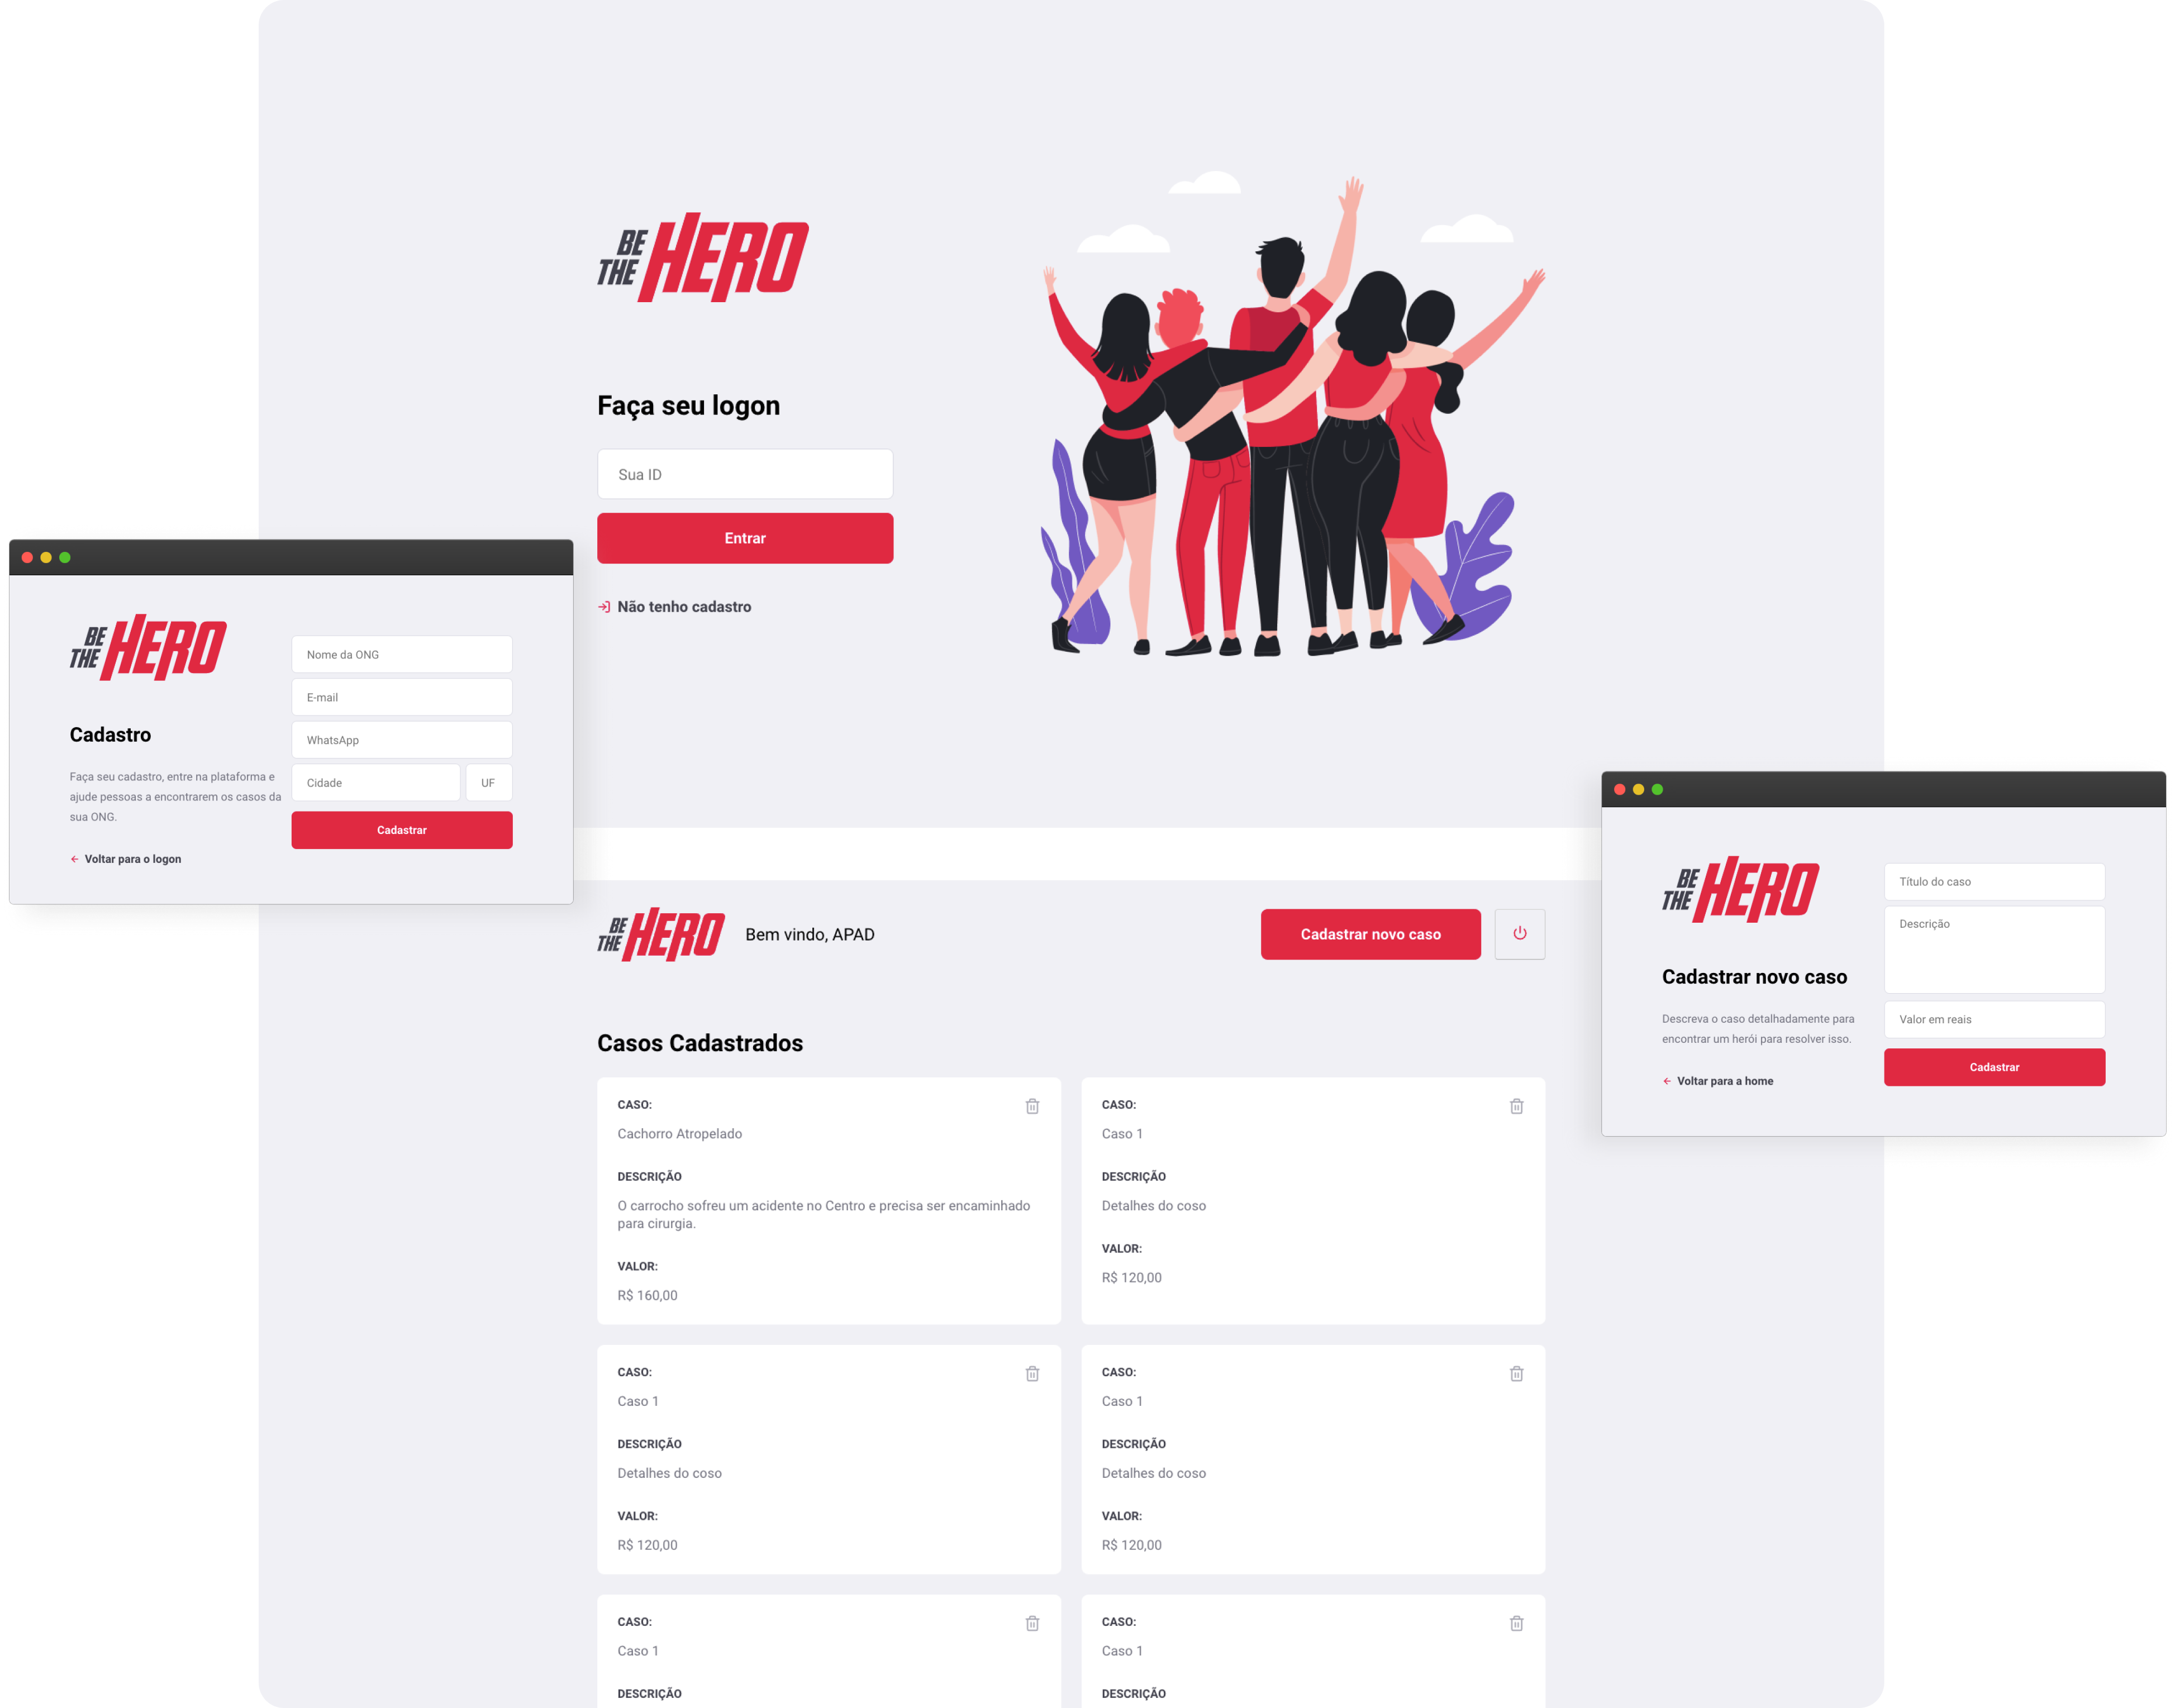 BE
THE HERO
Faça seu logon
Sua ID
Entrar
Não tenho cadastro
BE
THE HERO
Cadastro
Faça seu cadastro, entre na plataforma e
ajude pessoas a encontrarem os casos da
sua ONG.
Voltar para o logon
Nome da ONG
E-mail
WhatsApp
Cidade UF
Cadastrar
BE
THE HERO
Bem vindo, APAD
Cadastrar novo caso
Casos Cadastrados
CASO:
Cachorro Atropelado
DESCRIÇÃO
O carrocho sofreu um acidente no Centro e precisa ser encaminhado
para cirurgia.
VALOR:
R$ 160,00
CASO:
Caso 1
DESCRIÇÃO
Detalhes do coso
VALOR:
R$ 120,00
CASO:
Caso 1
DESCRIÇÃO
Detalhes do coso
VALOR:
R$ 120,00
CASO:
Caso 1
DESCRIÇÃO
Detalhes do coso
VALOR:
R$ 120,00
CASO:
Caso 1
DESCRIÇÃO
CASO:
Caso 1
DESCRIÇÃO
BE
THE HERO
Cadastrar novo caso
Descreva o caso detalhadamente para
encontrar um herói para resolver isso.
Voltar para a home
Título do caso
Descrição
Valor em reais
Cadastrar